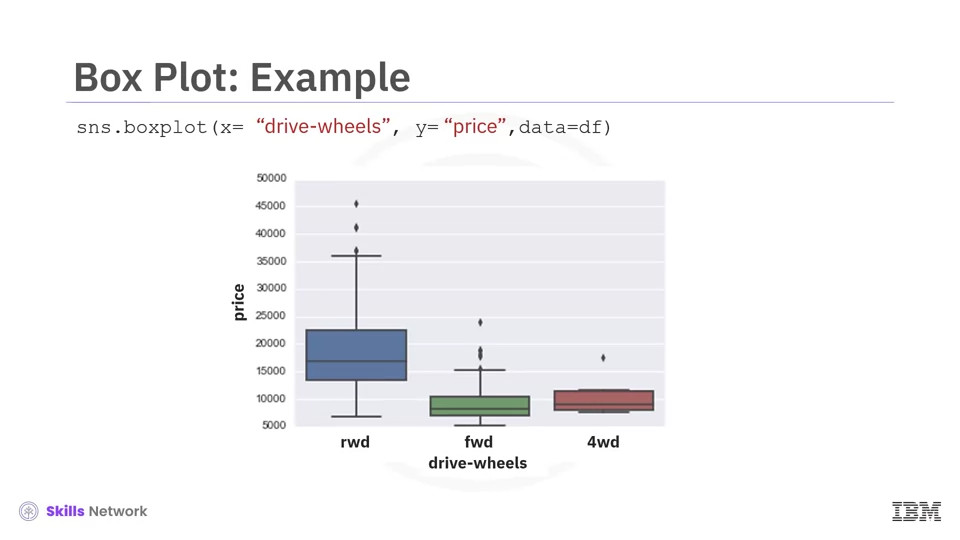 Box Plot: Example
sns.boxplot(x= “drive-wheels”, y= “price”,data=df)
50000
45000
40000
35000
30000
25000
20000
15000
10000
5000
price
rwd fwd 4wd
drive-wheels
Skills Network
IBM